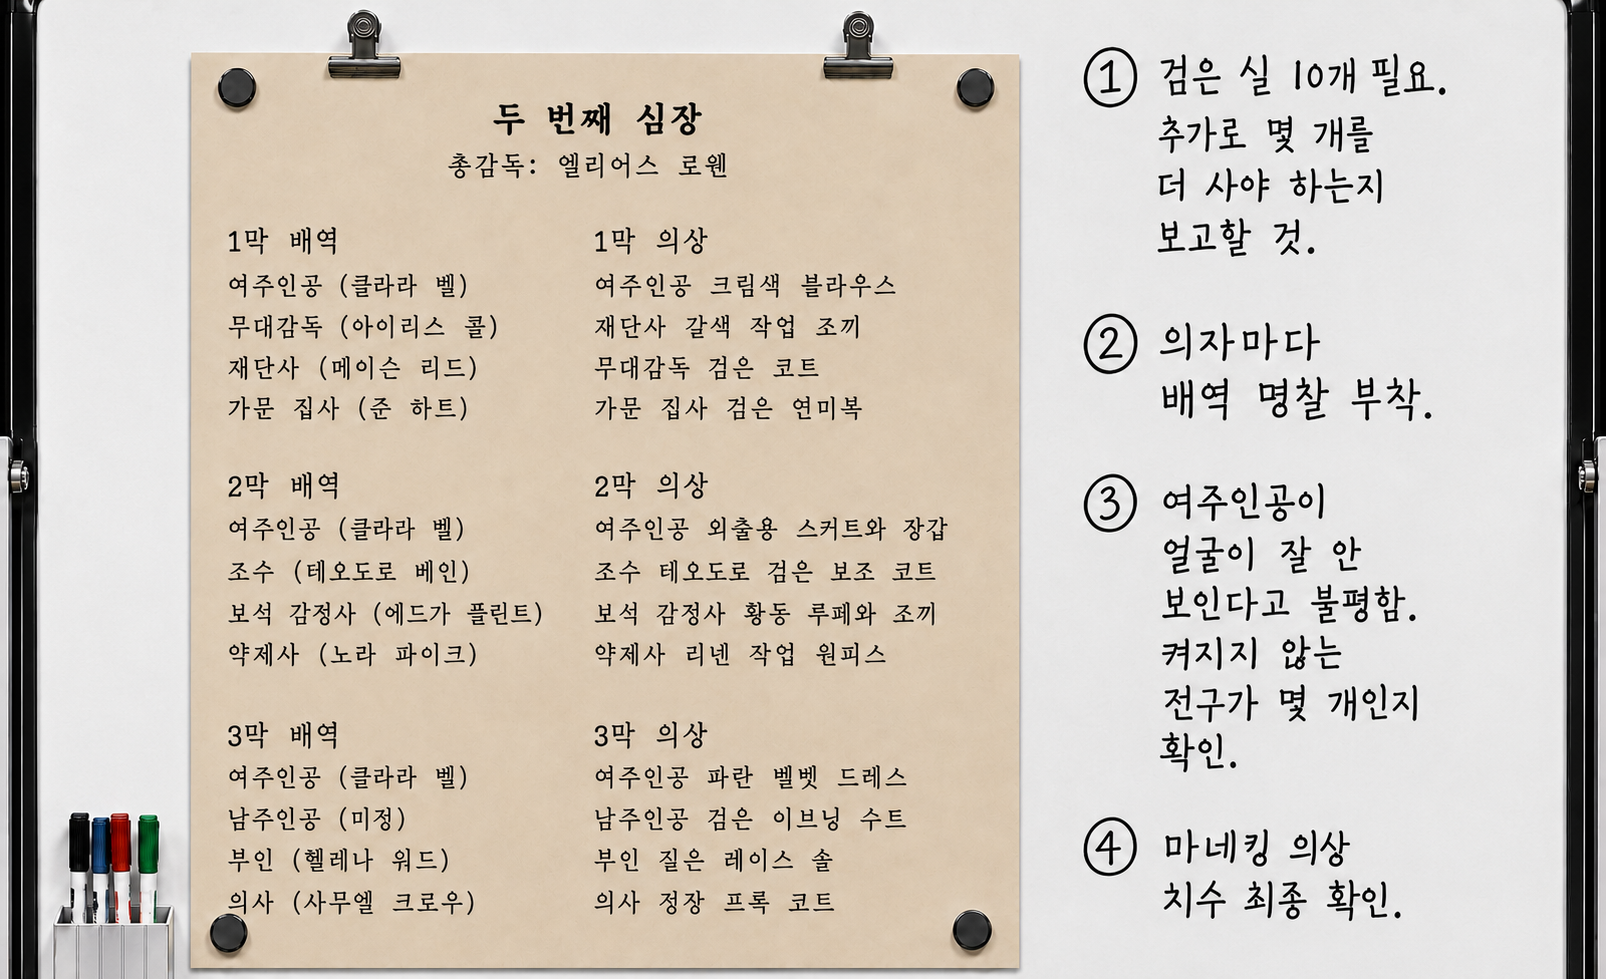 두 번째 심장
총감독: 엘리어스 로웬
1막 배역
여주인공 (클라라 벨)
무대감독 (아이리스 콜)
재단사 (메이슨 리드)
가문 집사 (준 하트)
1막 의상
여주인공 크림색 블라우스
재단사 갈색 작업 조끼
무대감독 검은 코트
가문 집사 검은 연미복
2막 배역
여주인공 (클라라 벨)
조수 (테오도로 베인)
보석 감정사 (에드가 플린트)
약제사 (노라 파이크)
2막 의상
여주인공 외출용 스커트와 장갑
조수 테오도로 검은 보조 코트
보석 감정사 황동 루페와 조끼
약제사 리넨 작업 원피스
3막 배역
여주인공 (클라라 벨)
남주인공 (미정)
부인 (헬레나 워드)
의사 (사무엘 크로우)
3막 의상
여주인공 파란 벨벳 드레스
남주인공 검은 이브닝 수트
부인 짙은 레이스 숄
의사 정장 프록 코트
① 검은 실 10개 필요.
추가로 몇 개를
더 사야 하는지
보고할 것.
② 의자마다
배역 명찰 부착.
③ 여주인공이
얼굴이 잘 안
보인다고 불평함.
켜지지 않는
전구가 몇 개인지
확인.
④ 마네킹 의상
치수 최종 확인.